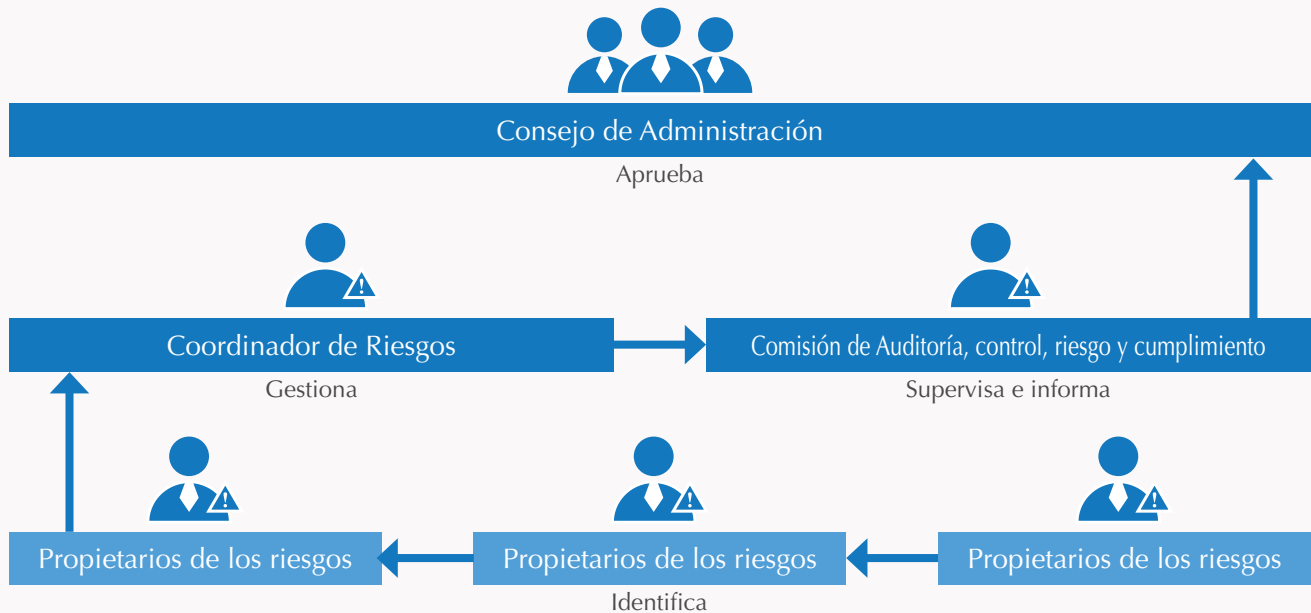 Consejo de Administración
Aprueba
Coordinador de Riesgos
Comisión de Auditoría, control, riesgo y cumplimiento
Gestiona
Supervisa e informa
Propietarios de los riesgos
Propietarios de los riesgos
Propietarios de los riesgos
Identifica